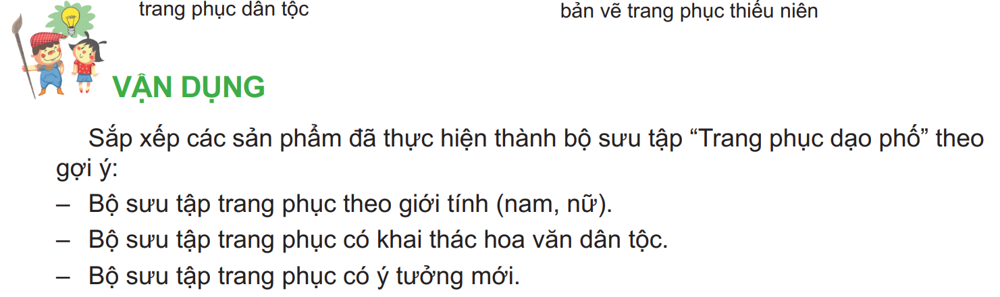 trang phục dân tộc
bản vẽ trang phục thiếu niên
VẬN DỤNG
Sắp xếp các sản phẩm đã thực hiện thành bộ sưu tập “Trang phục dạo phố” theo
gợi ý:
– Bộ sưu tập trang phục theo giới tính (nam, nữ).
– Bộ sưu tập trang phục có khai thác hoa văn dân tộc.
– Bộ sưu tập trang phục có ý tưởng mới.